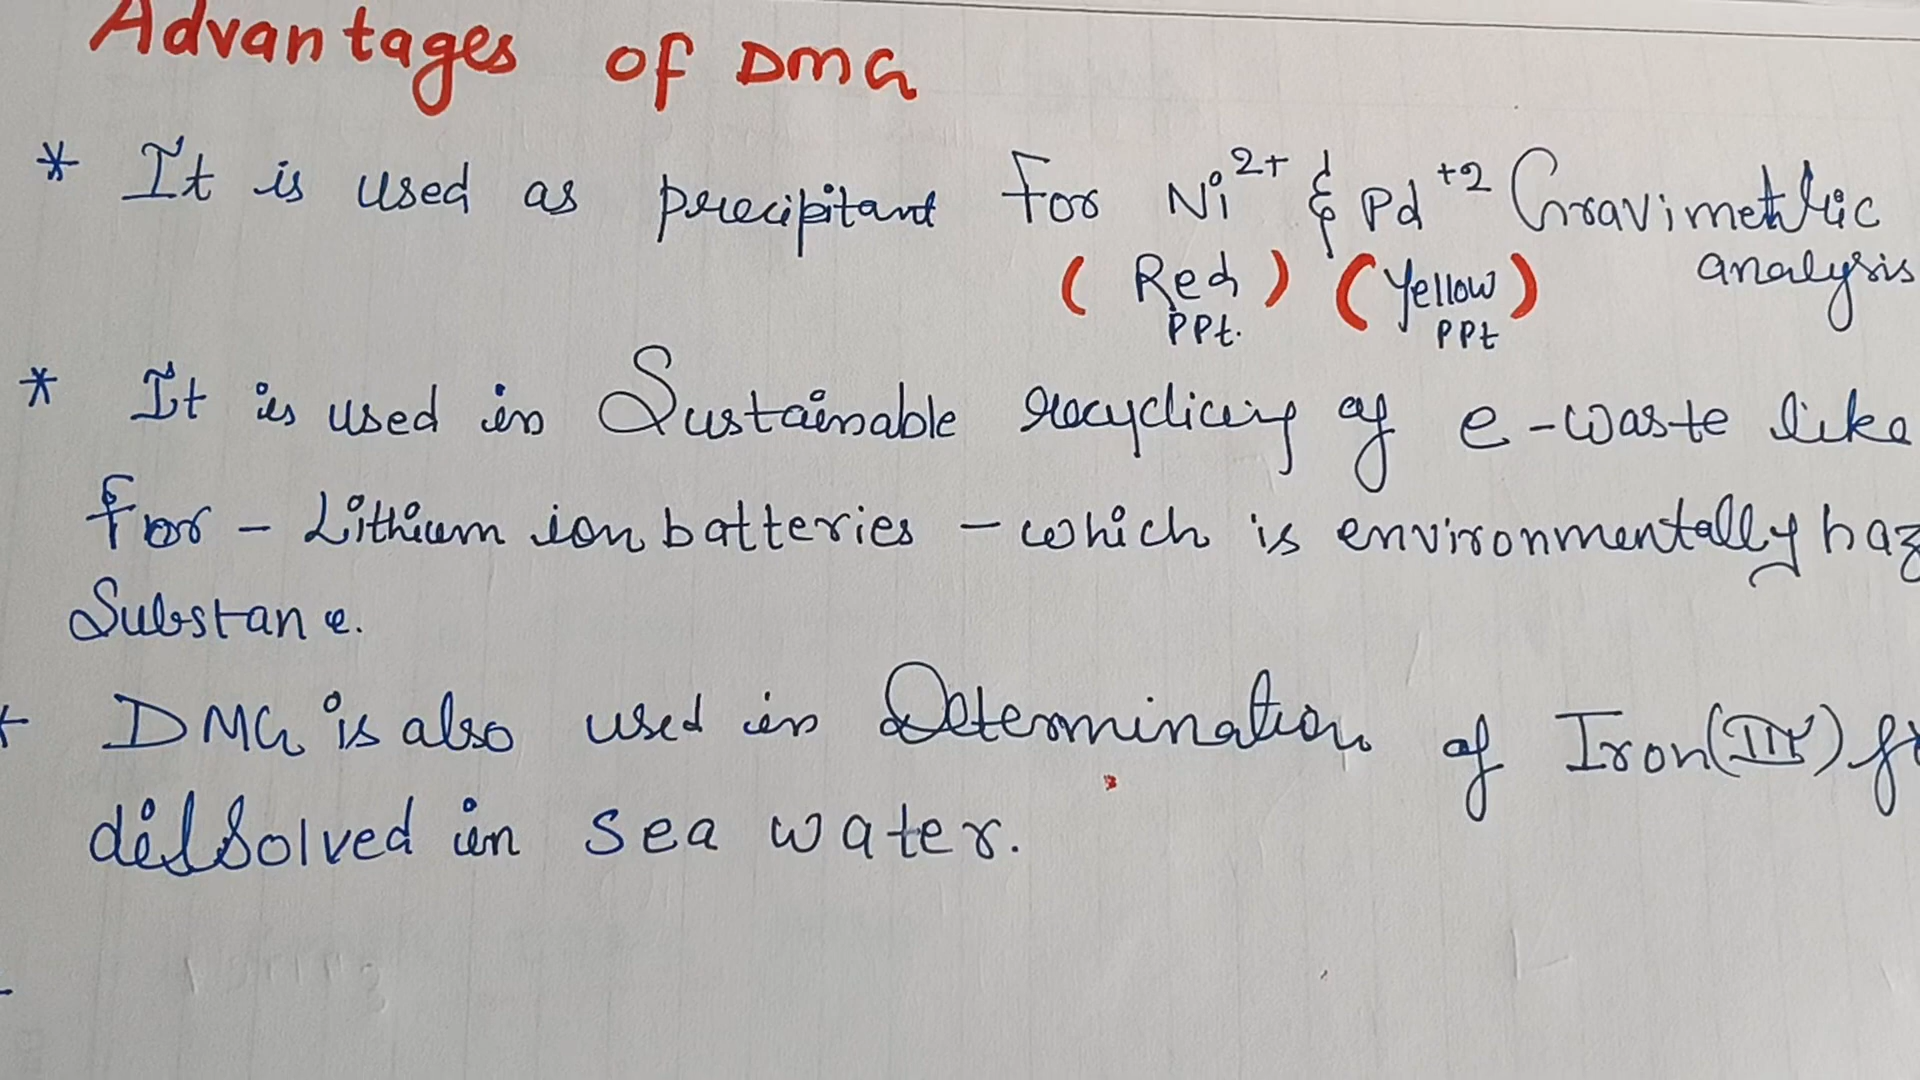 Advantages of DMG
* It is used as precipitant For Ni²⁺ & Pd⁺² Gravimetric analysis
(Red ppt.) (Yellow ppt)
* It is used in Sustainable recycling of e-waste like
For - Lithium ion batteries - which is environmentally haz
Substance.
* DMG is also used in Determination of Iron(III) fr
dissolved in sea water.